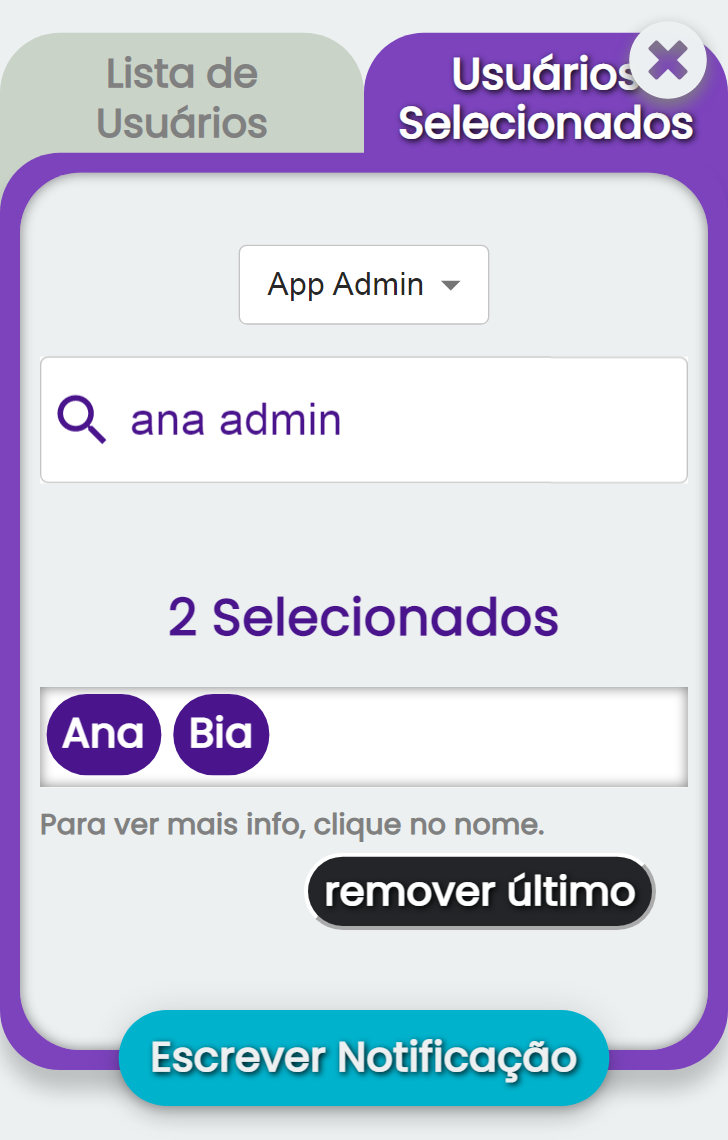 Lista de
Usuários
Usuários
Selecionados
App Admin
ana admin
2 Selecionados
Ana Bia
Para ver mais info, clique no nome.
remover último
Escrever Notificação